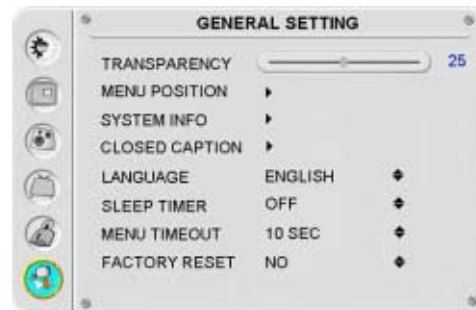 GENERAL SETTING
TRANSPARENCY 25
MENU POSITION
SYSTEM INFO
CLOSED CAPTION
LANGUAGE ENGLISH
SLEEP TIMER OFF
MENU TIMEOUT 10 SEC
FACTORY RESET NO